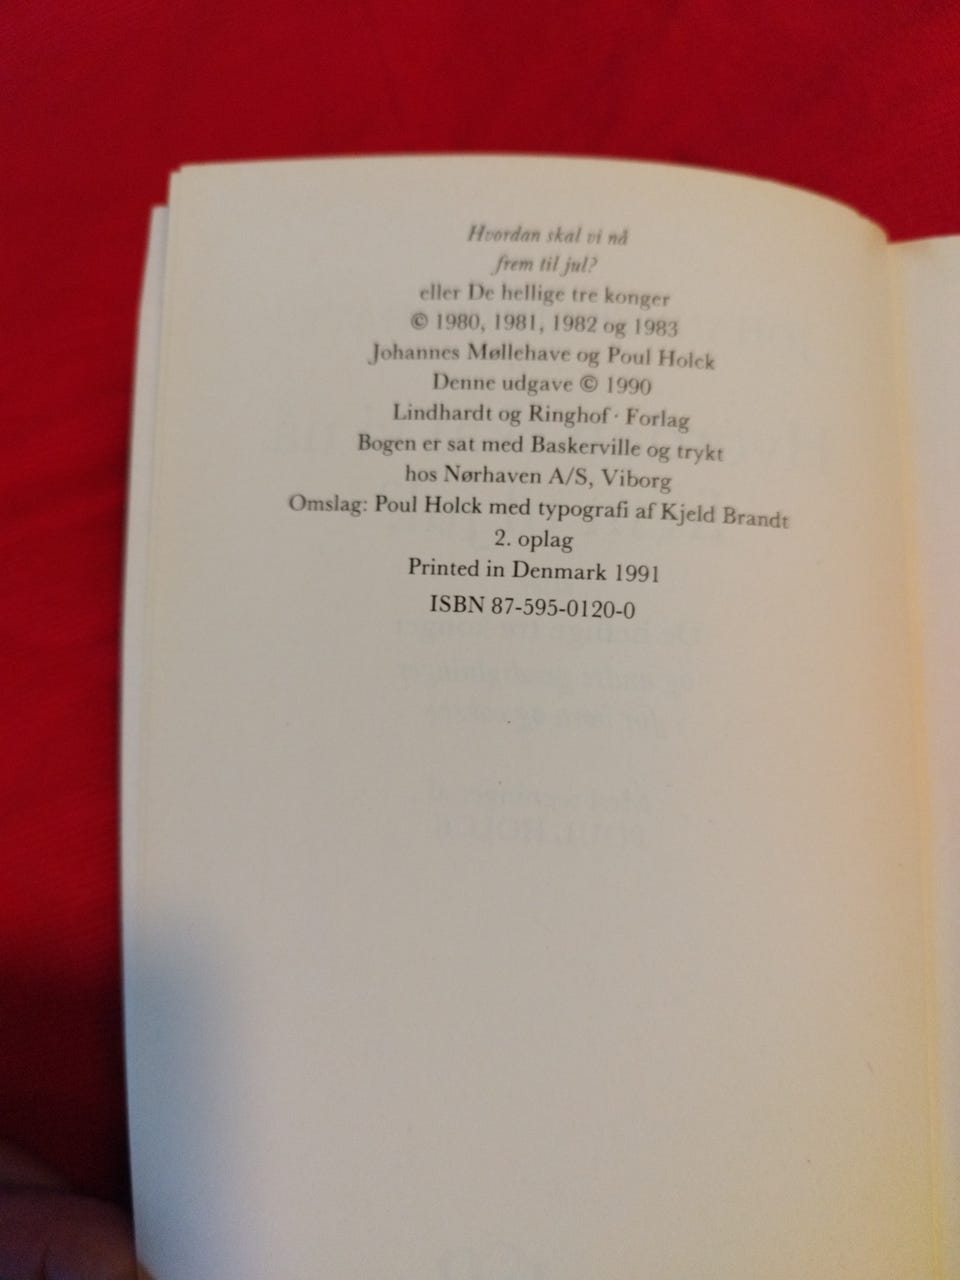 Hvordan skal vi nå
frem til jul?
eller De hellige tre konger
© 1980, 1981, 1982 og 1983
Johannes Møllehave og Poul Holck
Denne udgave © 1990
Lindhardt og Ringhof · Forlag
Bogen er sat med Baskerville og trykt
hos Nørhaven A/S, Viborg
Omslag: Poul Holck med typografi af Kjeld Brandt
2. oplag
Printed in Denmark 1991
ISBN 87-595-0120-0